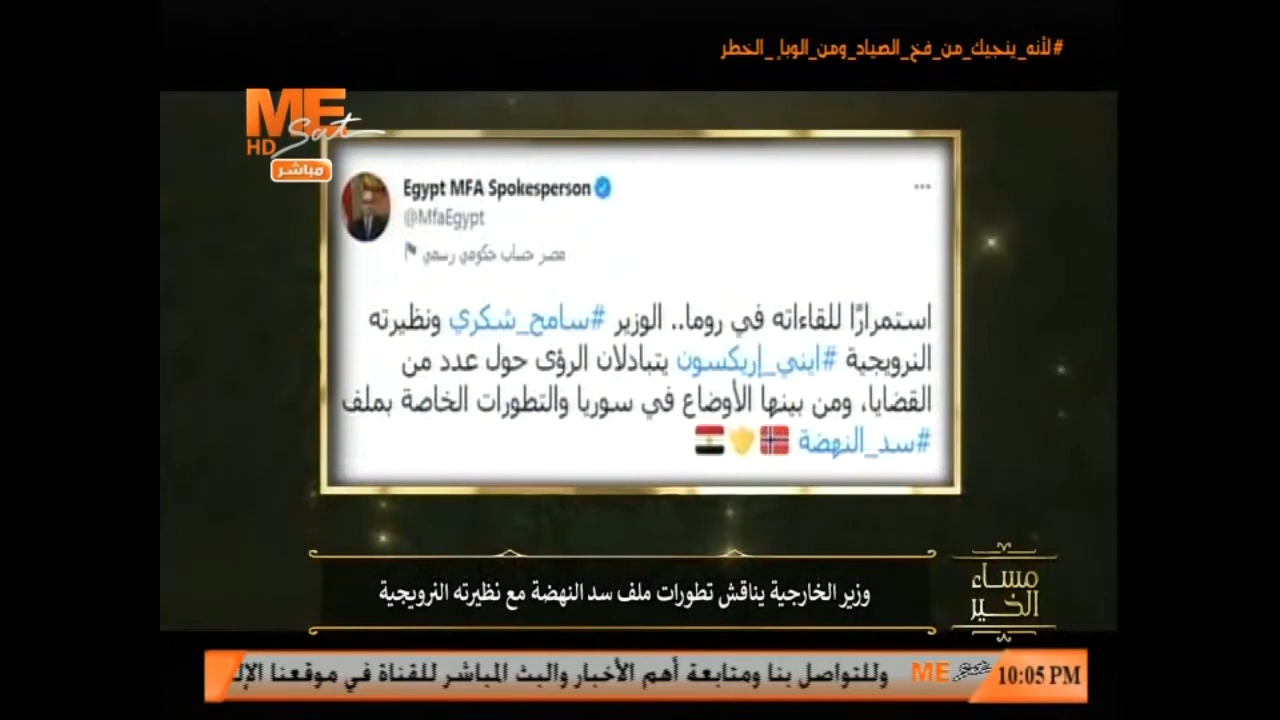 #لأنه_ينجيك_من_فخ_الصياد_ومن_الوبإ_الخطر
ME Sat
HD
مباشر
Egypt MFA Spokesperson
@MfaEgypt
مصر حساب حكومي رسمي
استمرارًا للقاءاته في روما.. الوزير #سامح_شكري ونظيرته
النرويجية #ايني_إريكسون يتبادلان الرؤى حول عدد من
القضايا، ومن بينها الأوضاع في سوريا والتطورات الخاصة بملف
#سد_النهضة
وزير الخارجية يناقش تطورات ملف سد النهضة مع نظيرته النرويجية
مساء
الخير
وللتواصل بنا ومتابعة أهم الأخبار والبث المباشر للقناة في موقعنا الإلـ
ME Sat
10:05 PM